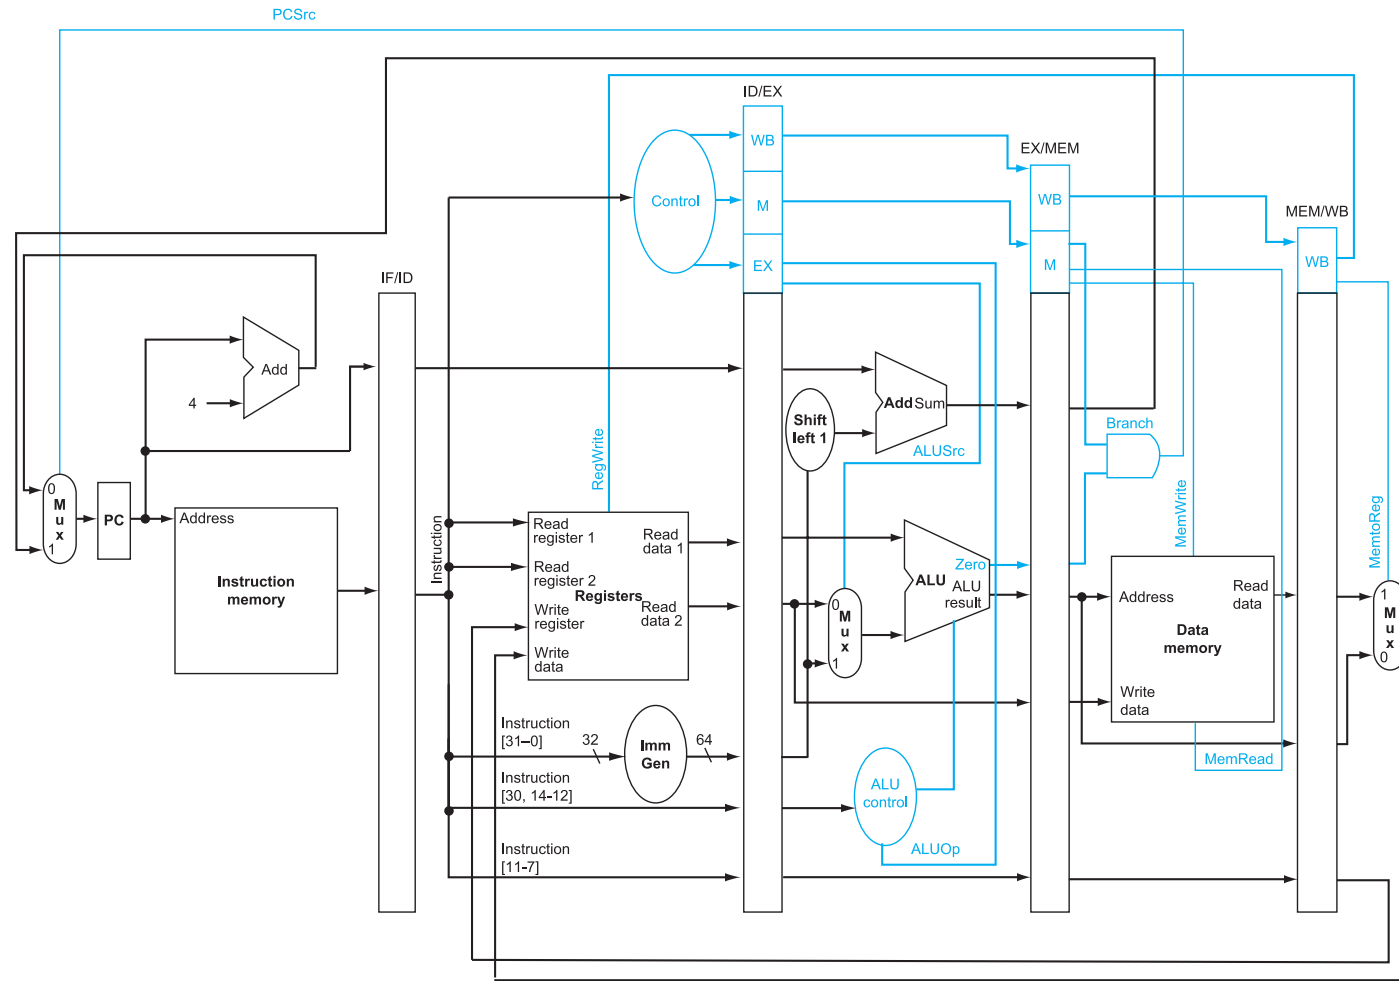 PCSrc
ID/EX
WB
EX/MEM
Control
M
WB
MEM/WB
EX
M
WB
IF/ID
Add
4
Shift
left 1
Add Sum
Branch
ALUSrc
RegWrite
MemWrite
MemtoReg
0
M
u
x
1
PC
Address
Instruction
memory
Instruction
Read
register 1
Read
register 2
Write
register
Write
data
Registers
Read
data 1
Read
data 2
0
M
u
x
1
Zero
ALU
ALU
result
Address
Read
data
Data
memory
Write
data
MemRead
1
M
u
x
0
Instruction
[31–0]
32
Imm
Gen
64
Instruction
[30, 14-12]
ALU
control
ALUOp
Instruction
[11-7]